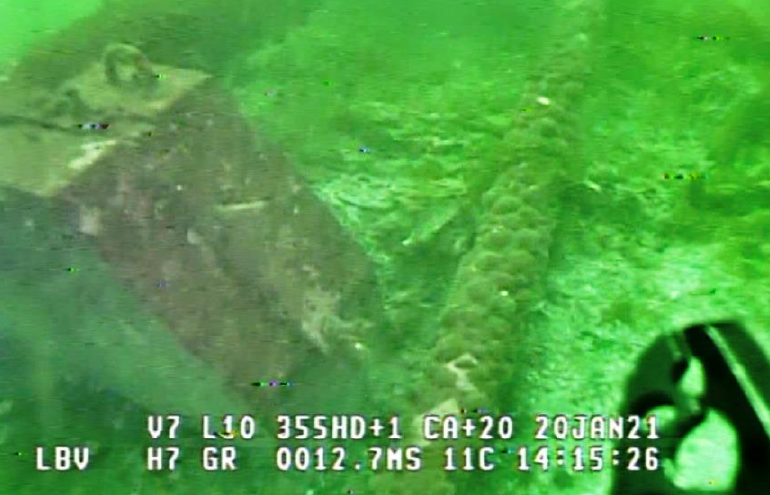 V7 L10 355HD+1 CA+20 20JAN21
LBV H7 GR 0012.7MS 11C 14:15:26